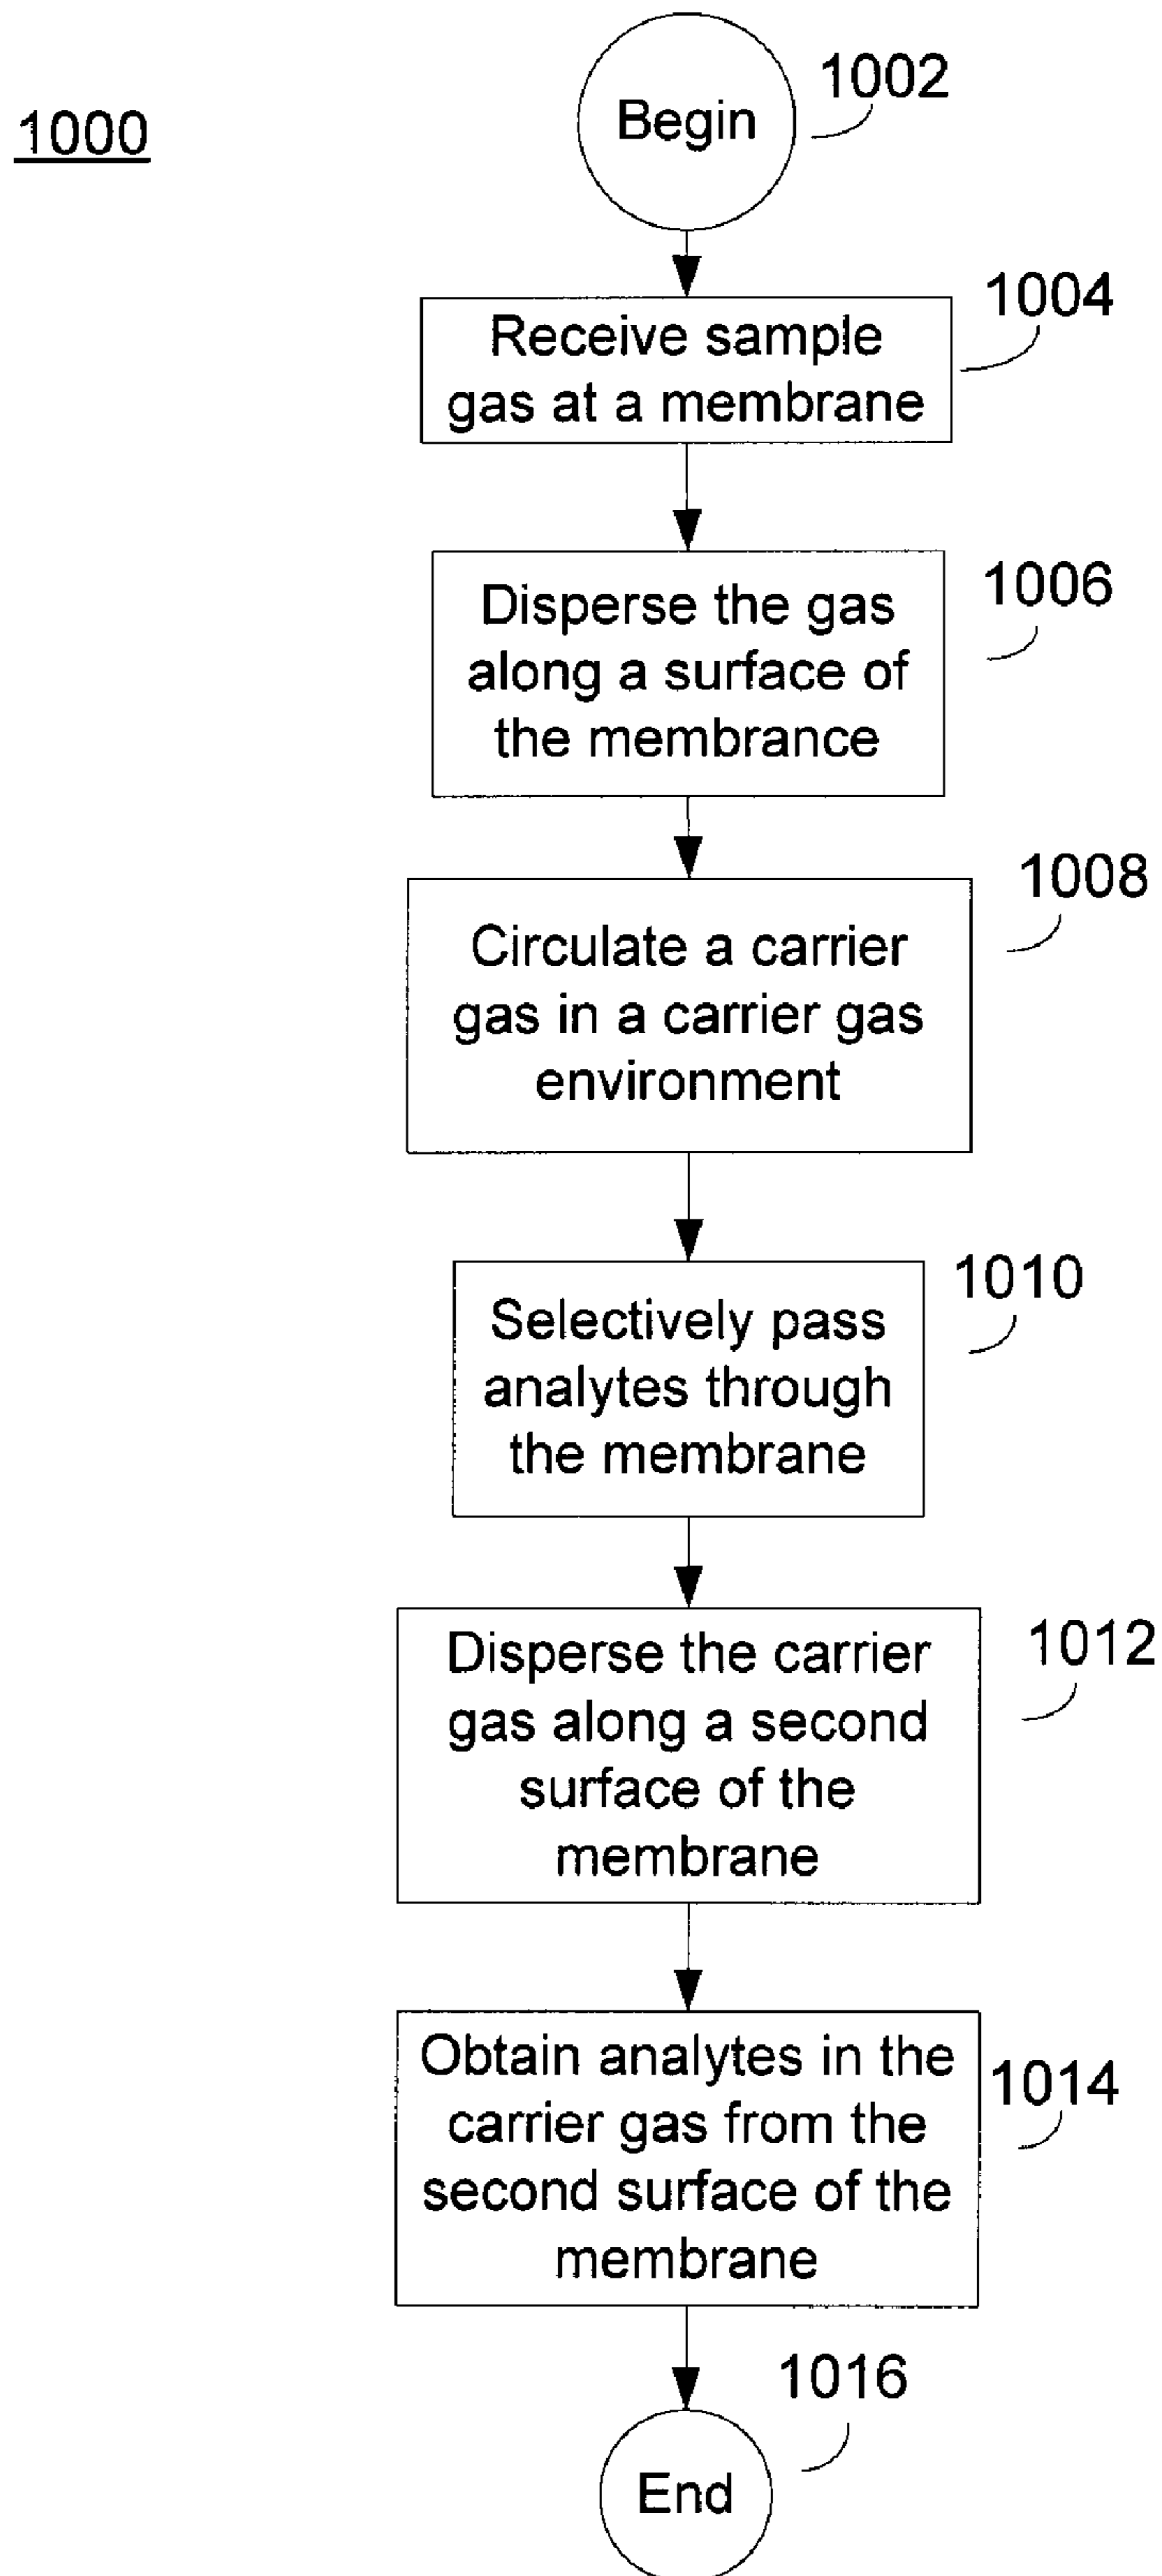 1000
Begin
1002
Receive sample
gas at a membrane
1004
Disperse the gas
along a surface of
the membrance
1006
Circulate a carrier
gas in a carrier gas
environment
1008
Selectively pass
analytes through
the membrane
1010
Disperse the carrier
gas along a second
surface of the
membrane
1012
Obtain analytes in the
carrier gas from the
second surface of the
membrane
1014
End
1016